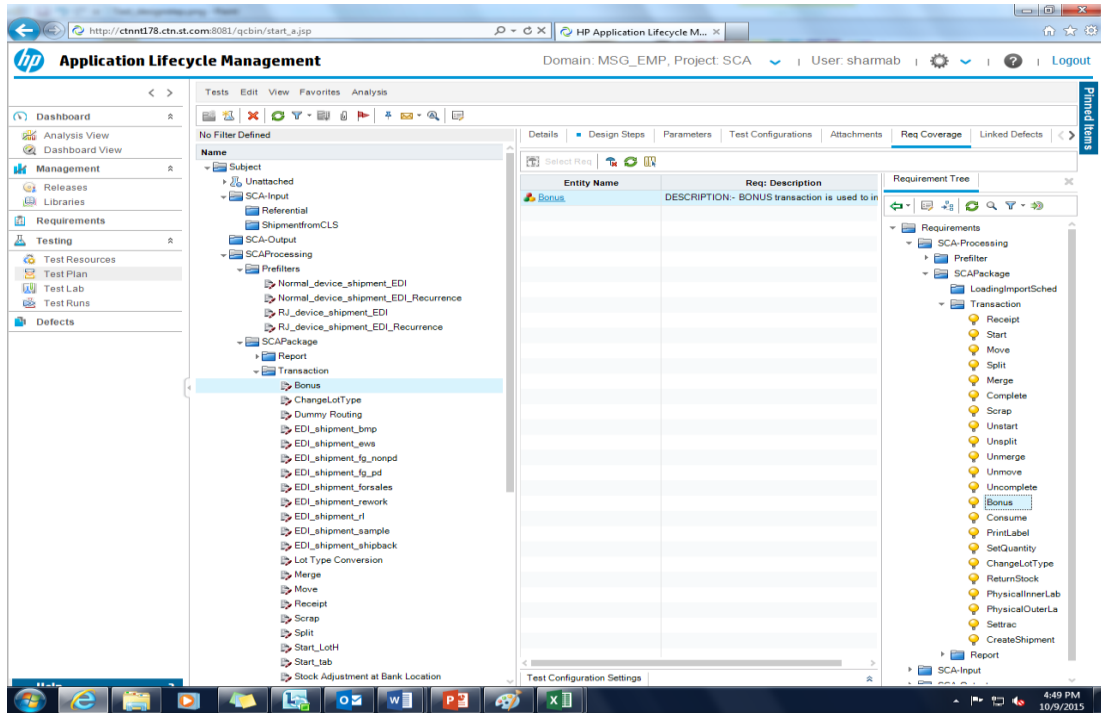 http://ctnnt178.ctn.st.com:8081/qcbin/start_a.jsp
HP Application Lifecycle M...
hp Application Lifecycle Management
Domain: MSG_EMP, Project: SCA
User: sharmab
Logout
Pinned Items
Dashboard
Analysis View
Dashboard View
Management
Releases
Libraries
Requirements
Testing
Test Resources
Test Plan
Test Lab
Test Runs
Defects
Tests Edit View Favorites Analysis
No Filter Defined
Name
Subject
Unattached
SCA-Input
Referential
ShipmentfromCLS
SCA-Output
SCAProcessing
Prefilters
Normal_device_shipment_EDI
Normal_device_shipment_EDI_Recurrence
RJ_device_shipment_EDI
RJ_device_shipment_EDI_Recurrence
SCAPackage
Report
Transaction
Bonus
ChangeLotType
Dummy Routing
EDI_shipment_bmp
EDI_shipment_ews
EDI_shipment_fg_nonpd
EDI_shipment_fg_pd
EDI_shipment_forsales
EDI_shipment_rework
EDI_shipment_rl
EDI_shipment_sample
EDI_shipment_shipback
Lot Type Conversion
Merge
Move
Receipt
Scrap
Split
Start_LotH
Start_tab
Stock Adjustment at Bank Location
Details Design Steps Parameters Test Configurations Attachments Req Coverage Linked Defects
Select Req
Entity Name Req: Description
Bonus DESCRIPTION:- BONUS transaction is used to in
Test Configuration Settings
Requirement Tree
Requirements
SCA-Processing
Prefilter
SCAPackage
LoadingImportSched
Transaction
Receipt
Start
Move
Split
Merge
Complete
Scrap
Unstart
Unsplit
Unmerge
Unmove
Uncomplete
Bonus
Consume
PrintLabel
SetQuantity
ChangeLotType
ReturnStock
PhysicalInnerLab
PhysicalOuterLa
Settrac
CreateShipment
Report
SCA-Input
4:49 PM
10/9/2015